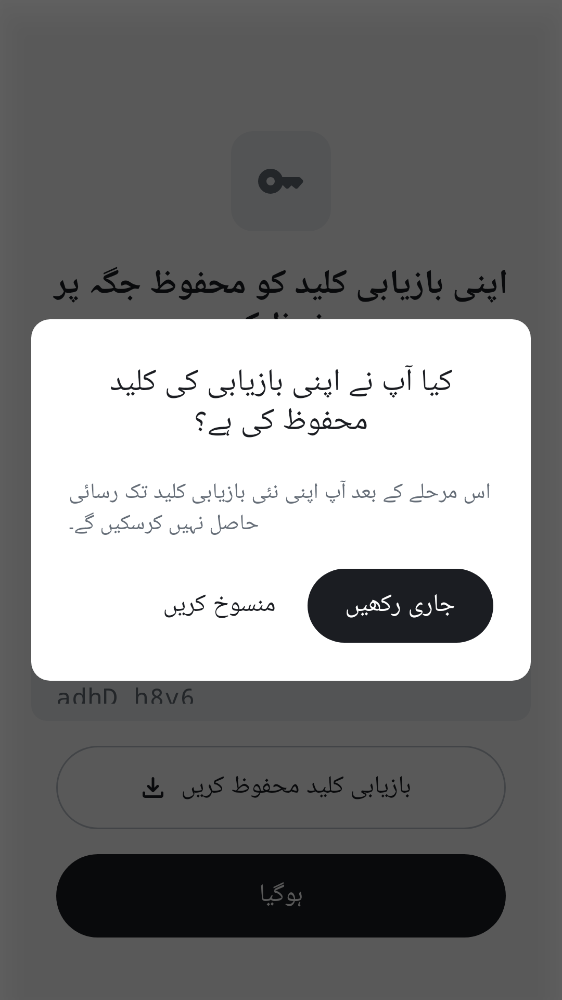 اپنی بازیابی کلید کو محفوظ جگہ پر
کیا آپ نے اپنی بازیابی کی کلید
محفوظ کی ہے؟
اس مرحلے کے بعد آپ اپنی نئی بازیابی کلید تک رسائی
حاصل نہیں کرسکیں گے۔
جاری رکھیں
منسوخ کریں
adhD h8v6
بازیابی کلید محفوظ کریں
ہوگیا